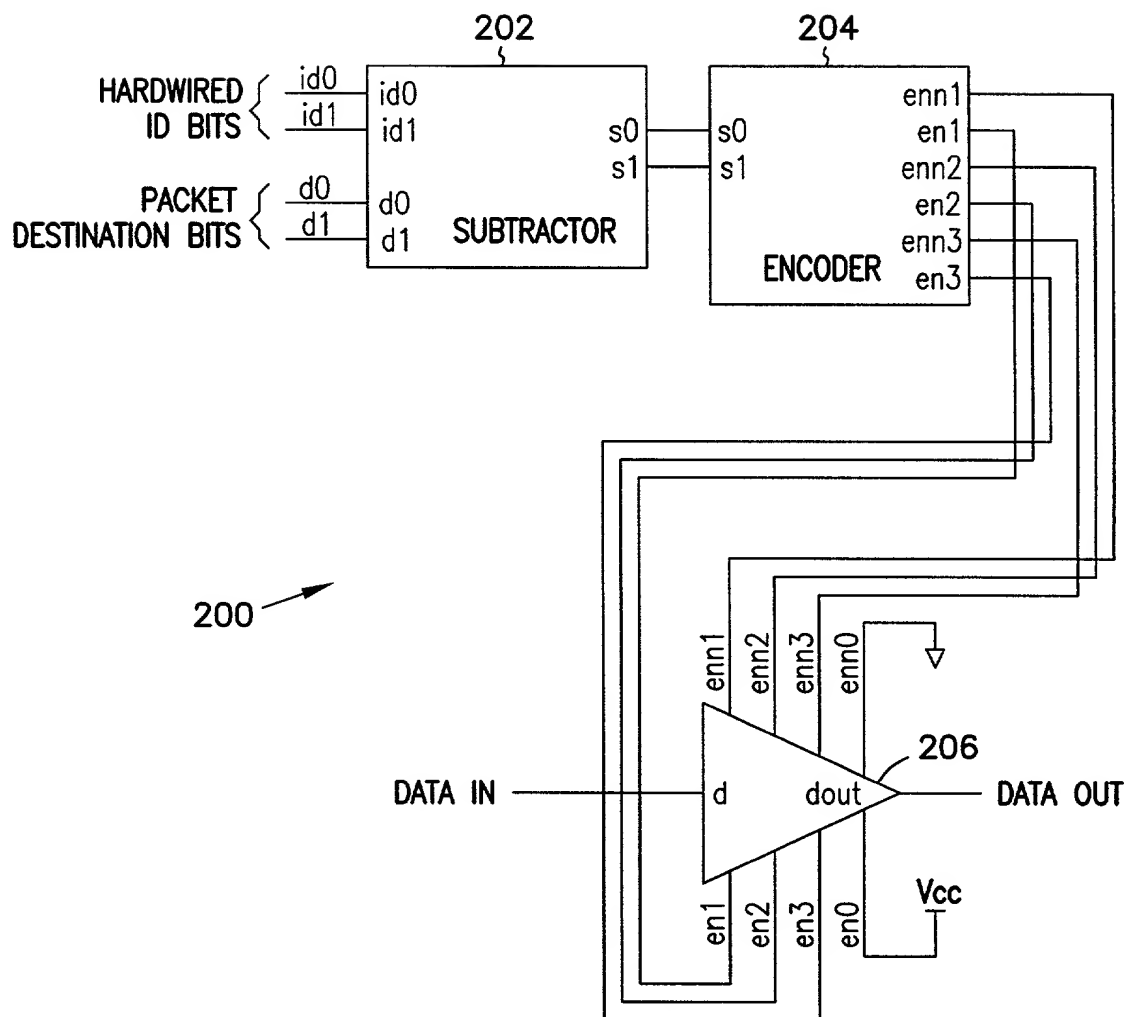 202
204
HARDWIRED
ID BITS
id0
id1
id0
id1
PACKET
DESTINATION BITS
d0
d1
d0
d1
s0
s1
SUBTRACTOR
s0
s1
ENCODER
enn1
en1
enn2
en2
enn3
en3
200
enn1
enn2
enn3
enn0
206
DATA IN
d
dout
DATA OUT
en1
en2
en3
en0
Vcc